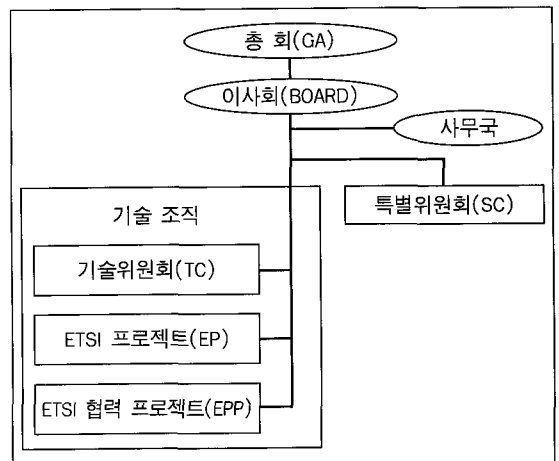 총 회(GA)
이사회(BOARD)
사무국
특별위원회(SC)
기술 조직
기술위원회(TC)
ETSI 프로젝트(EP)
ETSI 협력 프로젝트(EPP)